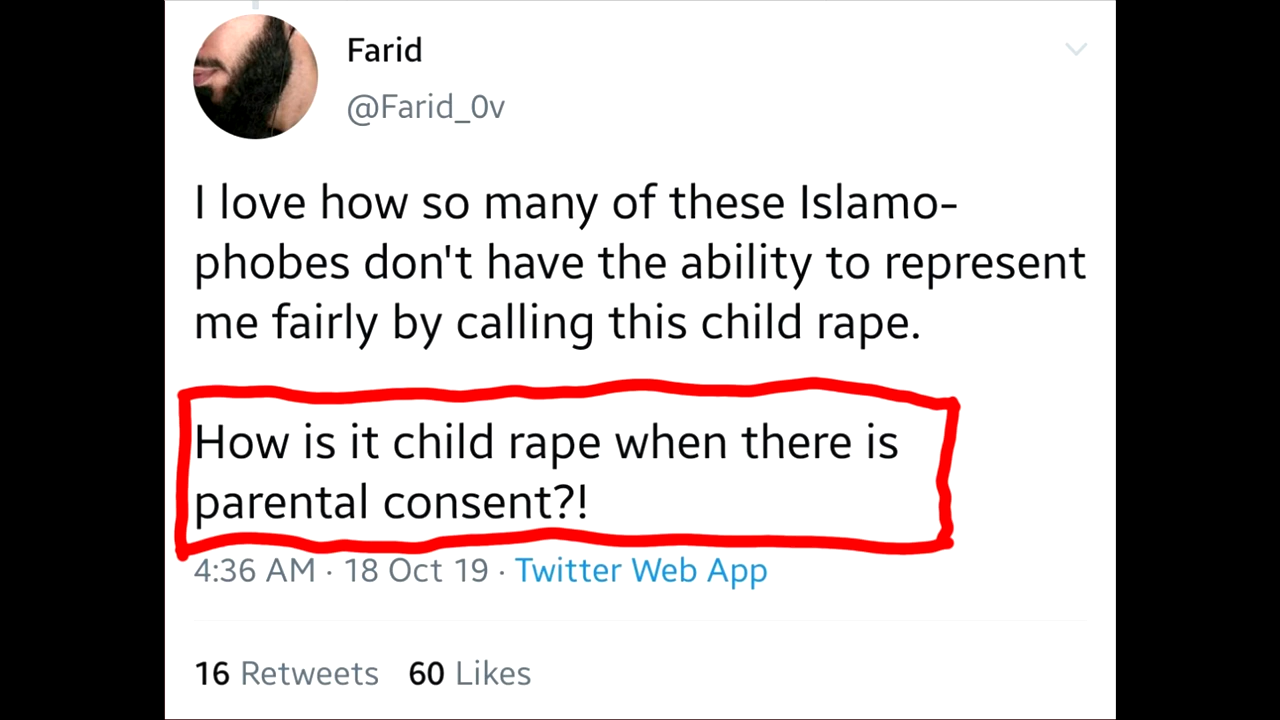 Farid
@Farid_0v
I love how so many of these Islamo-
phobes don't have the ability to represent
me fairly by calling this child rape.
How is it child rape when there is
parental consent?!
4:36 AM · 18 Oct 19 · Twitter Web App
16 Retweets 60 Likes